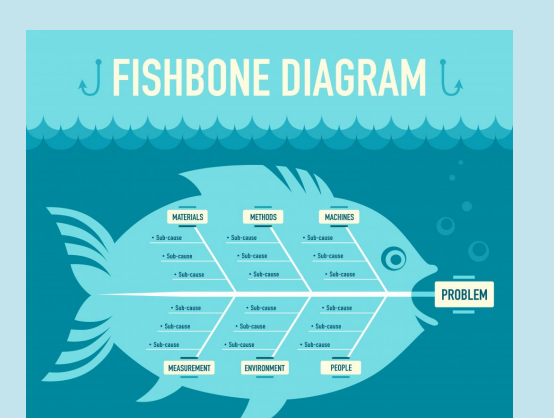 FISHBONE DIAGRAM
MATERIALS METHODS MACHINES
• Sub-cause • Sub-cause • Sub-cause
• Sub-cause • Sub-cause • Sub-cause
• Sub-cause • Sub-cause • Sub-cause
PROBLEM
• Sub-cause • Sub-cause • Sub-cause
• Sub-cause • Sub-cause • Sub-cause
• Sub-cause • Sub-cause • Sub-cause
MEASUREMENT ENVIRONMENT PEOPLE